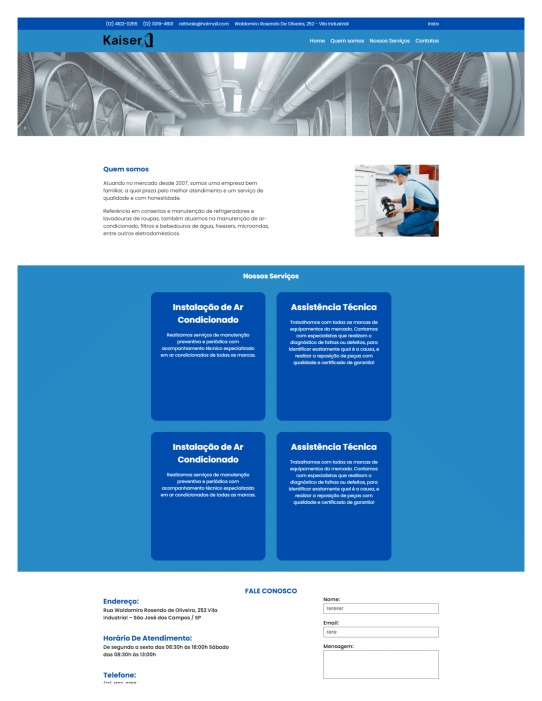 (12) 4102-0255 (12) 3019-4931 refrivale@hotmail.com Waldomiro Rosendo De Oliveira, 252 - Vila Industrial Insta
Kaiser Home Quem somos Nossos Serviços Contatos
Quem somos
Atuando no mercado desde 2007, somos uma empresa bem
familiar, a qual preza pelo melhor atendimento e um serviço de
qualidade e com honestidade.
Referência em consertos e manutenção de refrigeradores e
lavadouras de roupas, também atuamos na manutenção de ar-
condicionado, filtros e bebedouros de água, freezers, microondas,
entre outros eletrodomésticos.
Nossos Serviços
Instalação de Ar
Condicionado
Realizamos serviços de manutenção
preventiva e periódica com
acompanhamento técnico especializado
em ar condicionados de todas as marcas.
Assistência Técnica
Trabalhamos com todas as marcas de
equipamentos do mercado. Contamos
com especialistas que realizam o
diagnóstico de falhas ou defeitos, para
identificar exatamente qual é a causa, e
realizar a reposição de peças com
qualidade e certificado de garantia!
Instalação de Ar
Condicionado
Realizamos serviços de manutenção
preventiva e periódica com
acompanhamento técnico especializado
em ar condicionados de todas as marcas.
Assistência Técnica
Trabalhamos com todas as marcas de
equipamentos do mercado. Contamos
com especialistas que realizam o
diagnóstico de falhas ou defeitos, para
identificar exatamente qual é a causa, e
realizar a reposição de peças com
qualidade e certificado de garantia!
FALE CONOSCO
Endereço:
Rua Waldomiro Rosendo de Oliveira, 252 Vila
Industrial – São José dos Campos / SP
Horário De Atendimento:
De segunda a sexta das 08:30h às 18:00h Sábado
das 08:30h às 13:00h
Telefone:
Nome:
rererer
Email:
rere
Mensagem: